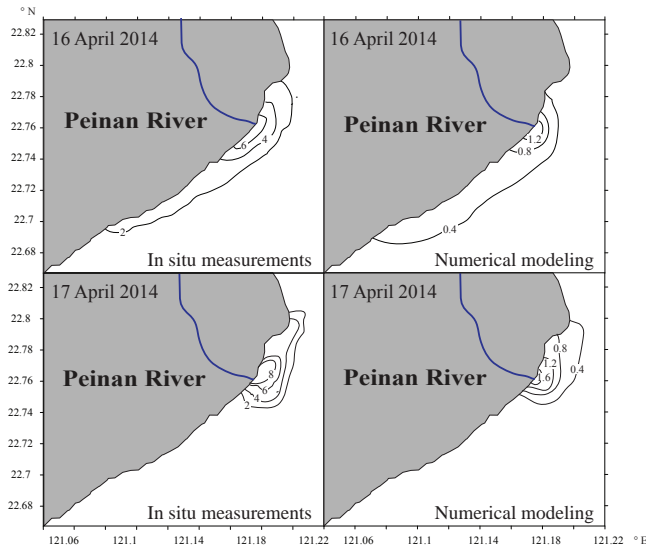 ° N
22.82
22.8
22.78
22.76
22.74
22.72
22.7
22.68
16 April 2014
Peinan River
6
4
2
In situ measurements
16 April 2014
Peinan River
1.2
0.8
0.4
Numerical modeling
22.82
22.8
22.78
22.76
22.74
22.72
22.7
22.68
17 April 2014
Peinan River
8
6
4
2
In situ measurements
17 April 2014
Peinan River
0.8
1.2
0.4
1.6
Numerical modeling
121.06 121.1 121.14 121.18 121.22
121.06 121.1 121.14 121.18 121.22 ° E